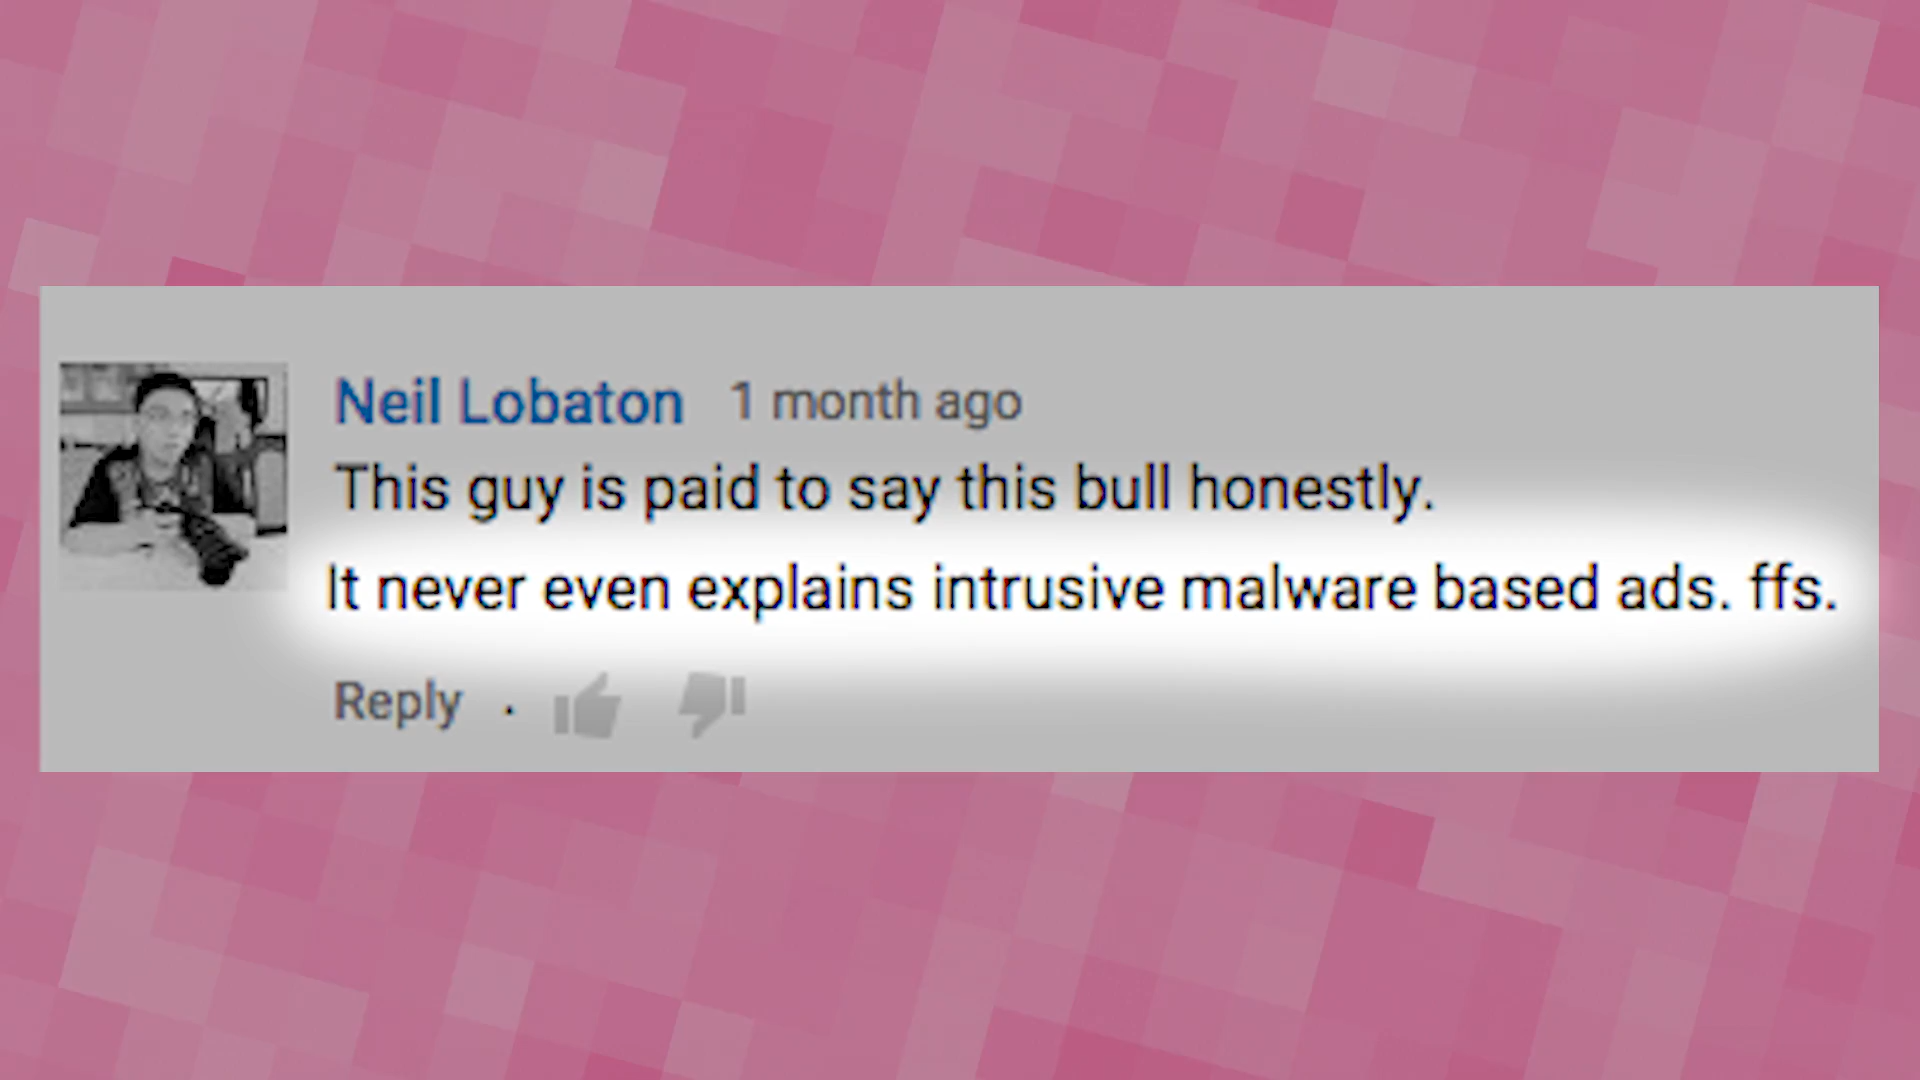 Neil Lobaton 1 month ago
This guy is paid to say this bull honestly.
It never even explains intrusive malware based ads. ffs.
Reply ·